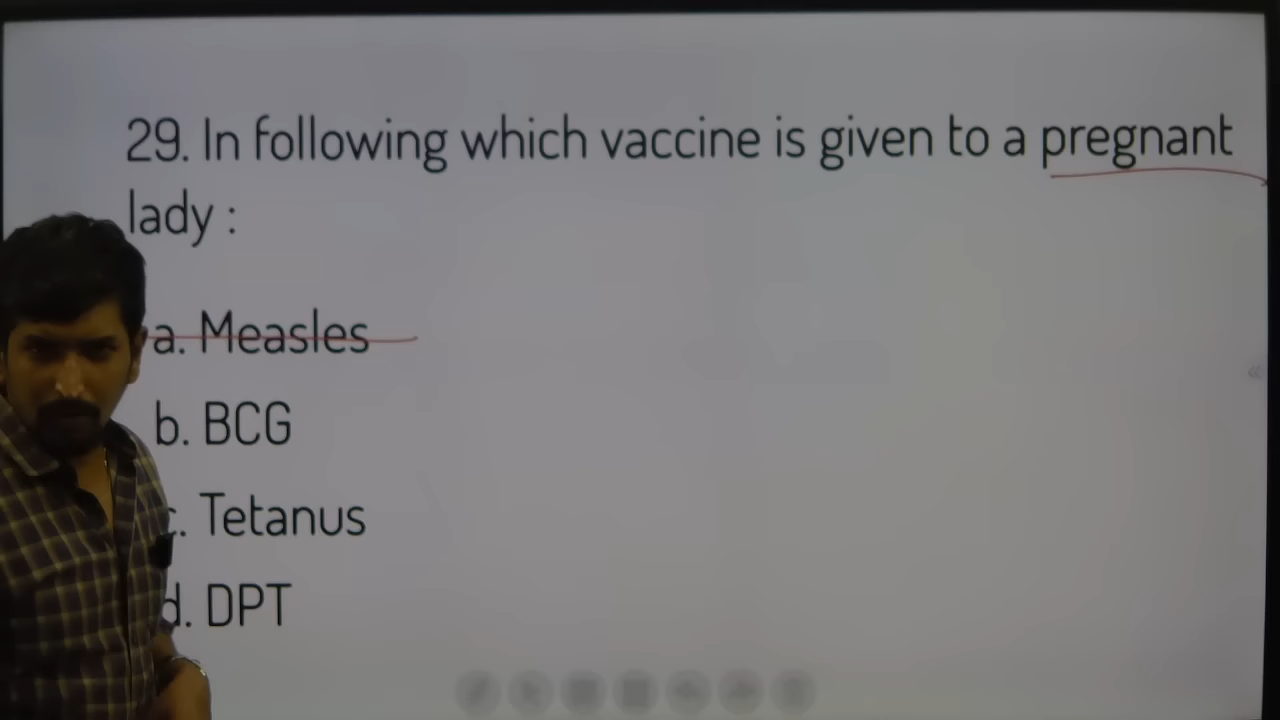 29. In following which vaccine is given to a pregnant
lady :
a. Measles
b. BCG
c. Tetanus
d. DPT